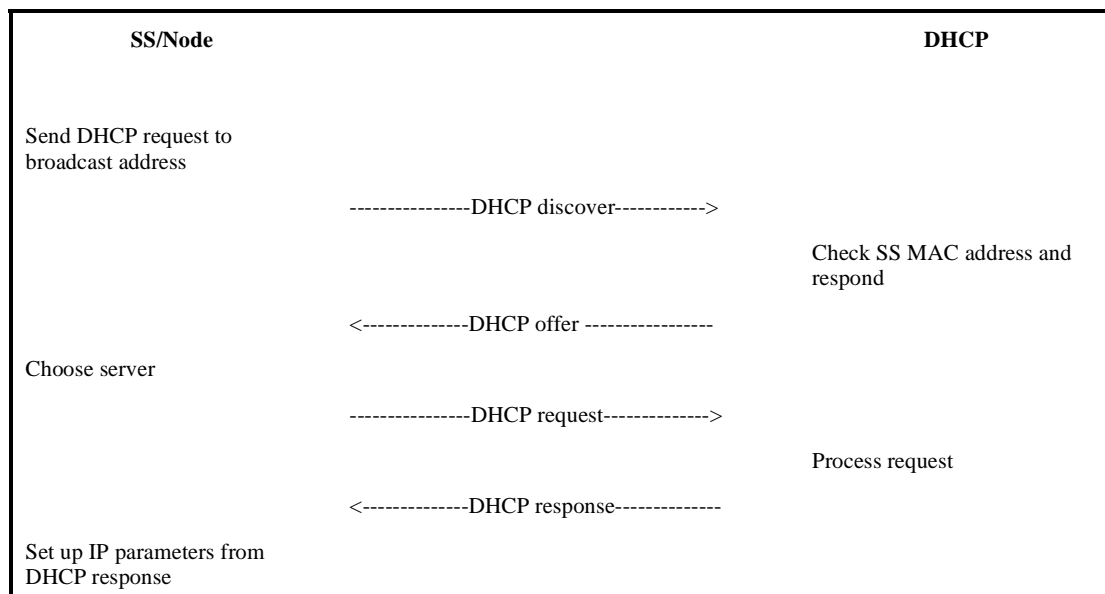 SS/Node DHCP
Send DHCP request to
broadcast address
----------------DHCP discover------------>
Check SS MAC address and
respond
<--------------DHCP offer -----------------
Choose server
----------------DHCP request-------------->
Process request
<--------------DHCP response--------------
Set up IP parameters from
DHCP response